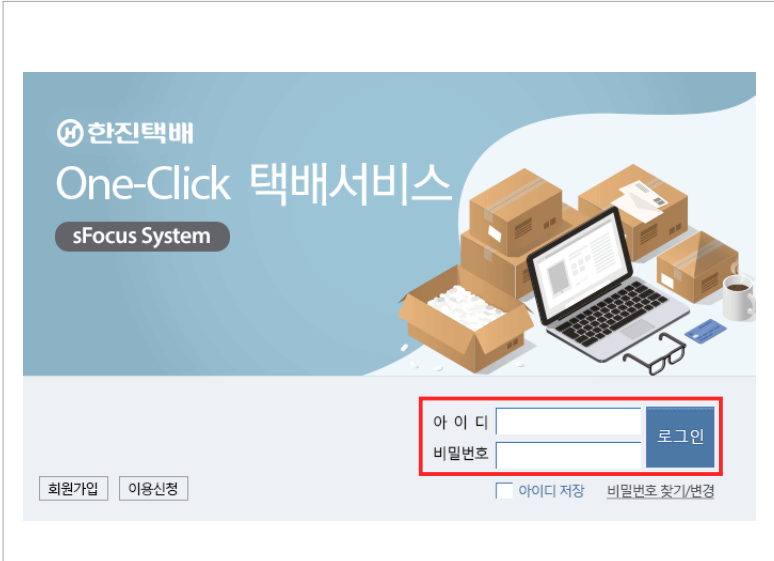 한진택배
One-Click 택배서비스
sFocus System
아 이 디
비밀번호
로그인
회원가입 이용신청
아이디 저장 비밀번호 찾기/변경